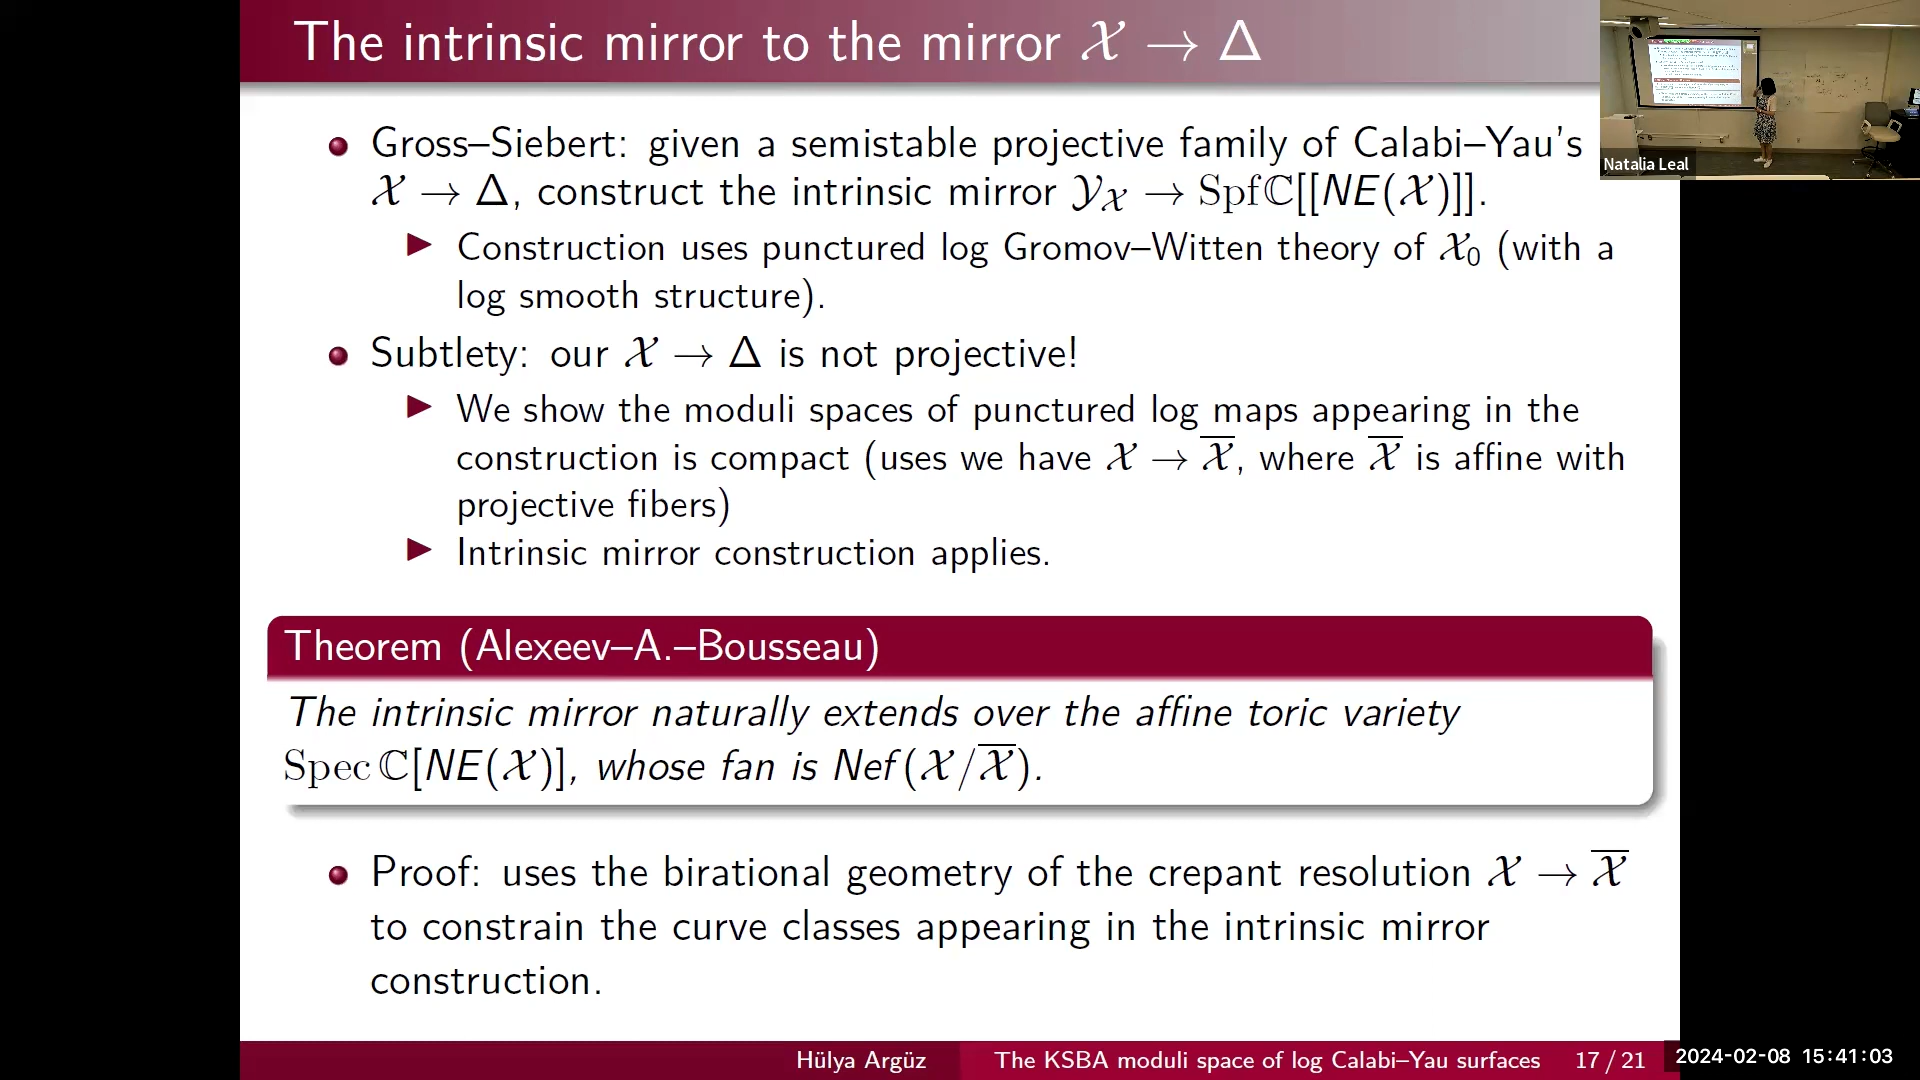 The intrinsic mirror to the mirror 𝒳 → Δ
Natalia Leal
Gross–Siebert: given a semistable projective family of Calabi–Yau's
𝒳 → Δ, construct the intrinsic mirror 𝒴_𝒳 → Spf ℂ[[NE(𝒳)]].
▶ Construction uses punctured log Gromov–Witten theory of 𝒳₀ (with a
log smooth structure).
Subtlety: our 𝒳 → Δ is not projective!
▶ We show the moduli spaces of punctured log maps appearing in the
construction is compact (uses we have 𝒳 → 𝒳̅, where 𝒳̅ is affine with
projective fibers)
▶ Intrinsic mirror construction applies.
Theorem (Alexeev–A.–Bousseau)
The intrinsic mirror naturally extends over the affine toric variety
Spec ℂ[NE(𝒳)], whose fan is Nef(𝒳/𝒳̅).
Proof: uses the birational geometry of the crepant resolution 𝒳 → 𝒳̅
to constrain the curve classes appearing in the intrinsic mirror
construction.
Hülya Argüz The KSBA moduli space of log Calabi–Yau surfaces 17 / 21
2024-02-08 15:41:03